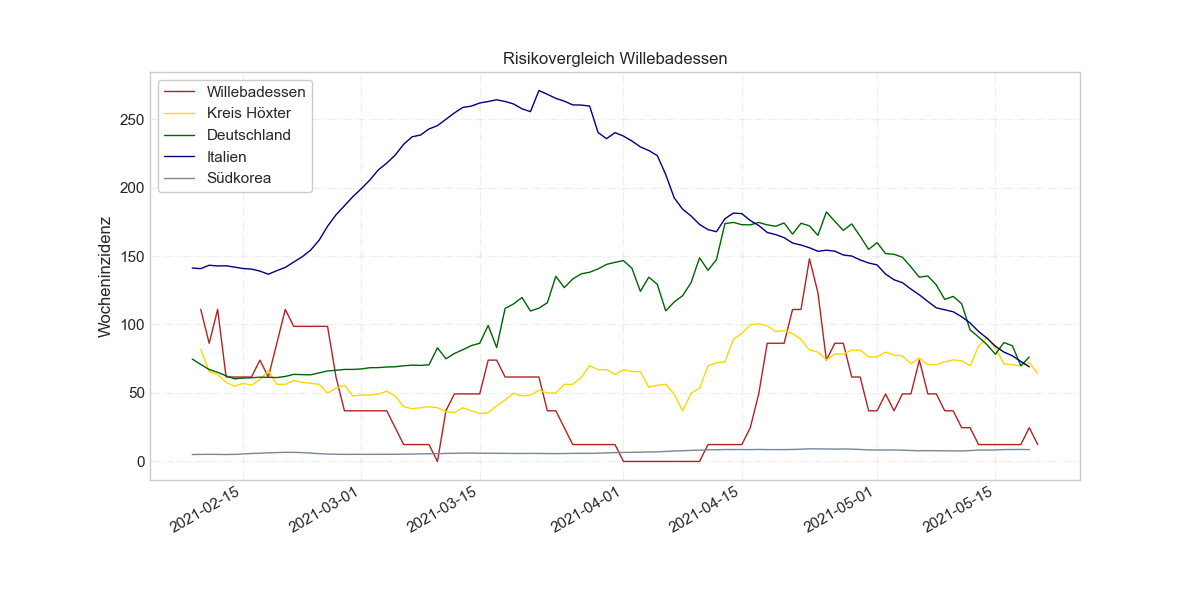 Risikovergleich Willebadessen
Willebadessen
Kreis Höxter
Deutschland
Italien
Südkorea
Wocheninzidenz
250
200
150
100
50
0
2021-02-15
2021-03-01
2021-03-15
2021-04-01
2021-04-15
2021-05-01
2021-05-15